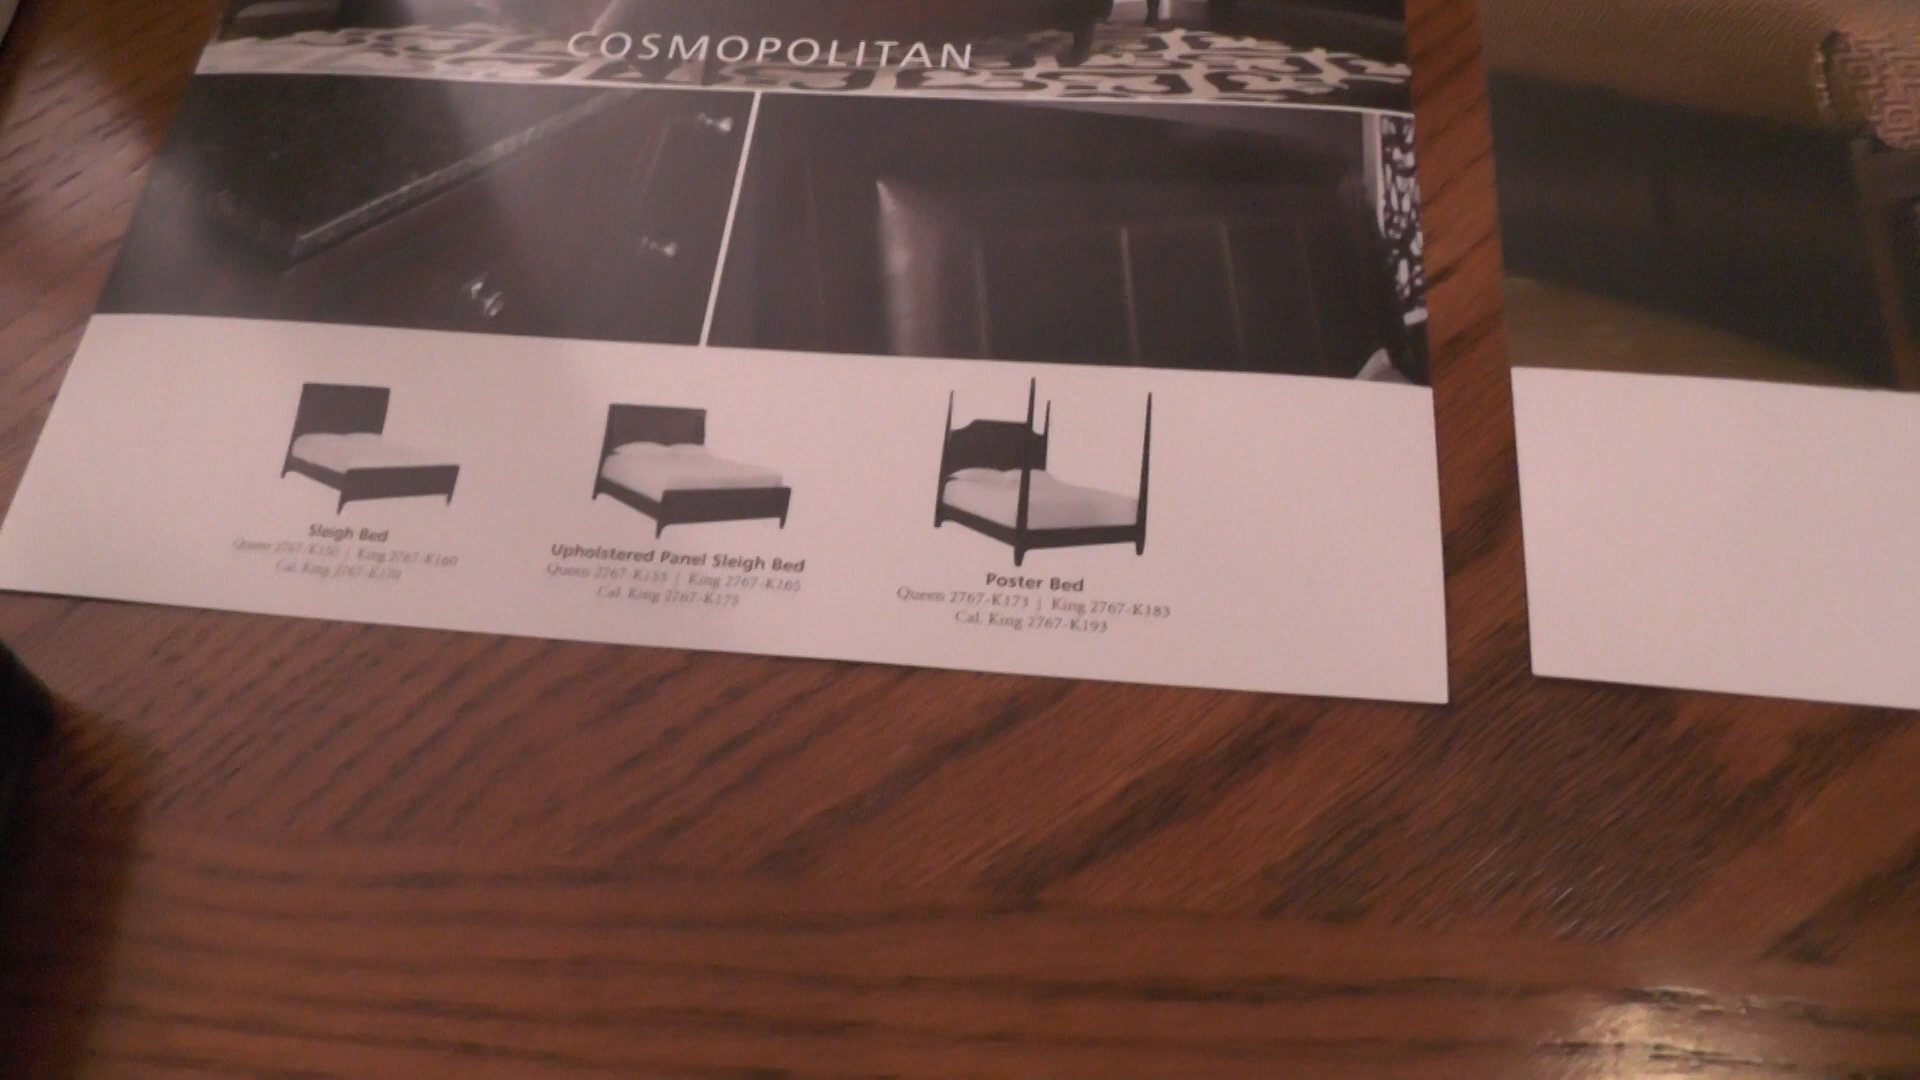 COSMOPOLITAN
Sleigh Bed
Queen 2767-K150 | King 2767-K160
Cal. King 2767-K170
Upholstered Panel Sleigh Bed
Queen 2767-K155 | King 2767-K165
Cal. King 2767-K175
Poster Bed
Queen 2767-K173 | King 2767-K183
Cal. King 2767-K193